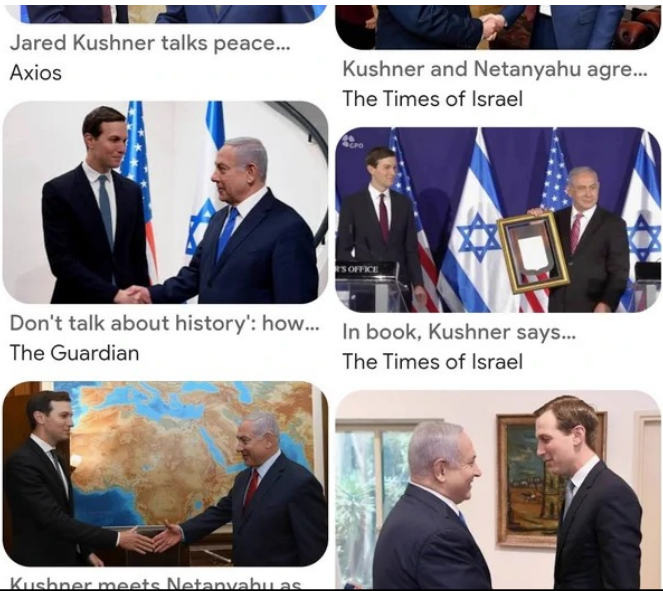 Jared Kushner talks peace...
Axios
Don't talk about history': how...
The Guardian
Kushner meets Netanyahu as
Kushner and Netanyahu agre...
The Times of Israel
GPO
R'S OFFICE
In book, Kushner says...
The Times of Israel